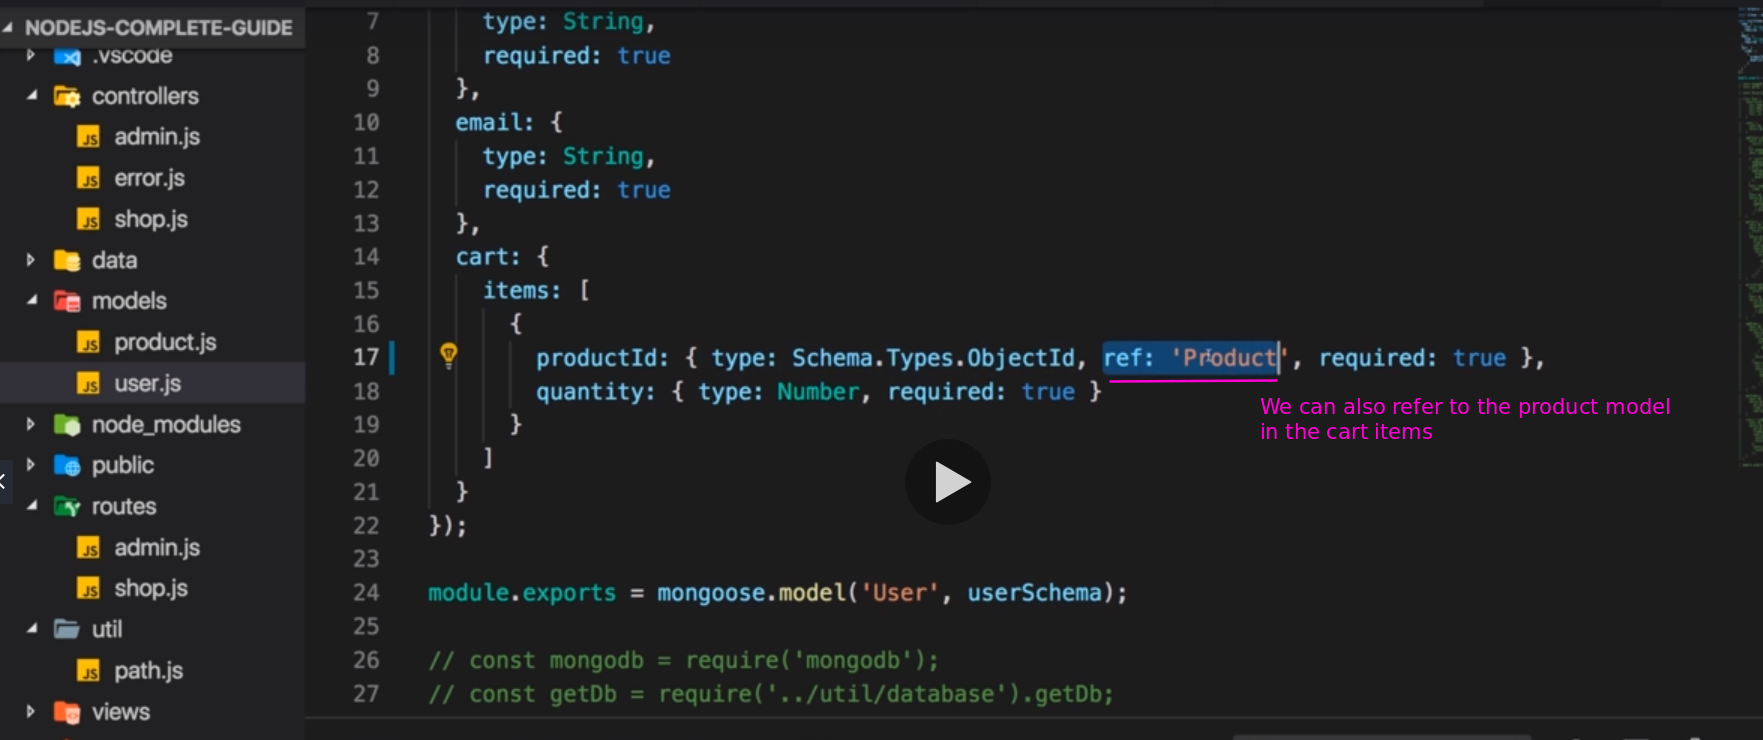 NODEJS-COMPLETE-GUIDE
.vscode
controllers
admin.js
error.js
shop.js
data
models
product.js
user.js
node_modules
public
routes
admin.js
shop.js
util
path.js
views
7 type: String,
8 required: true
9 },
10 email: {
11 type: String,
12 required: true
13 },
14 cart: {
15 items: [
16 {
17 productId: { type: Schema.Types.ObjectId, ref: 'Product', required: true },
18 quantity: { type: Number, required: true }
19 }
20 ]
21 }
22 });
23
24 module.exports = mongoose.model('User', userSchema);
25
26 // const mongodb = require('mongodb');
27 // const getDb = require('../util/database').getDb;
We can also refer to the product model
in the cart items